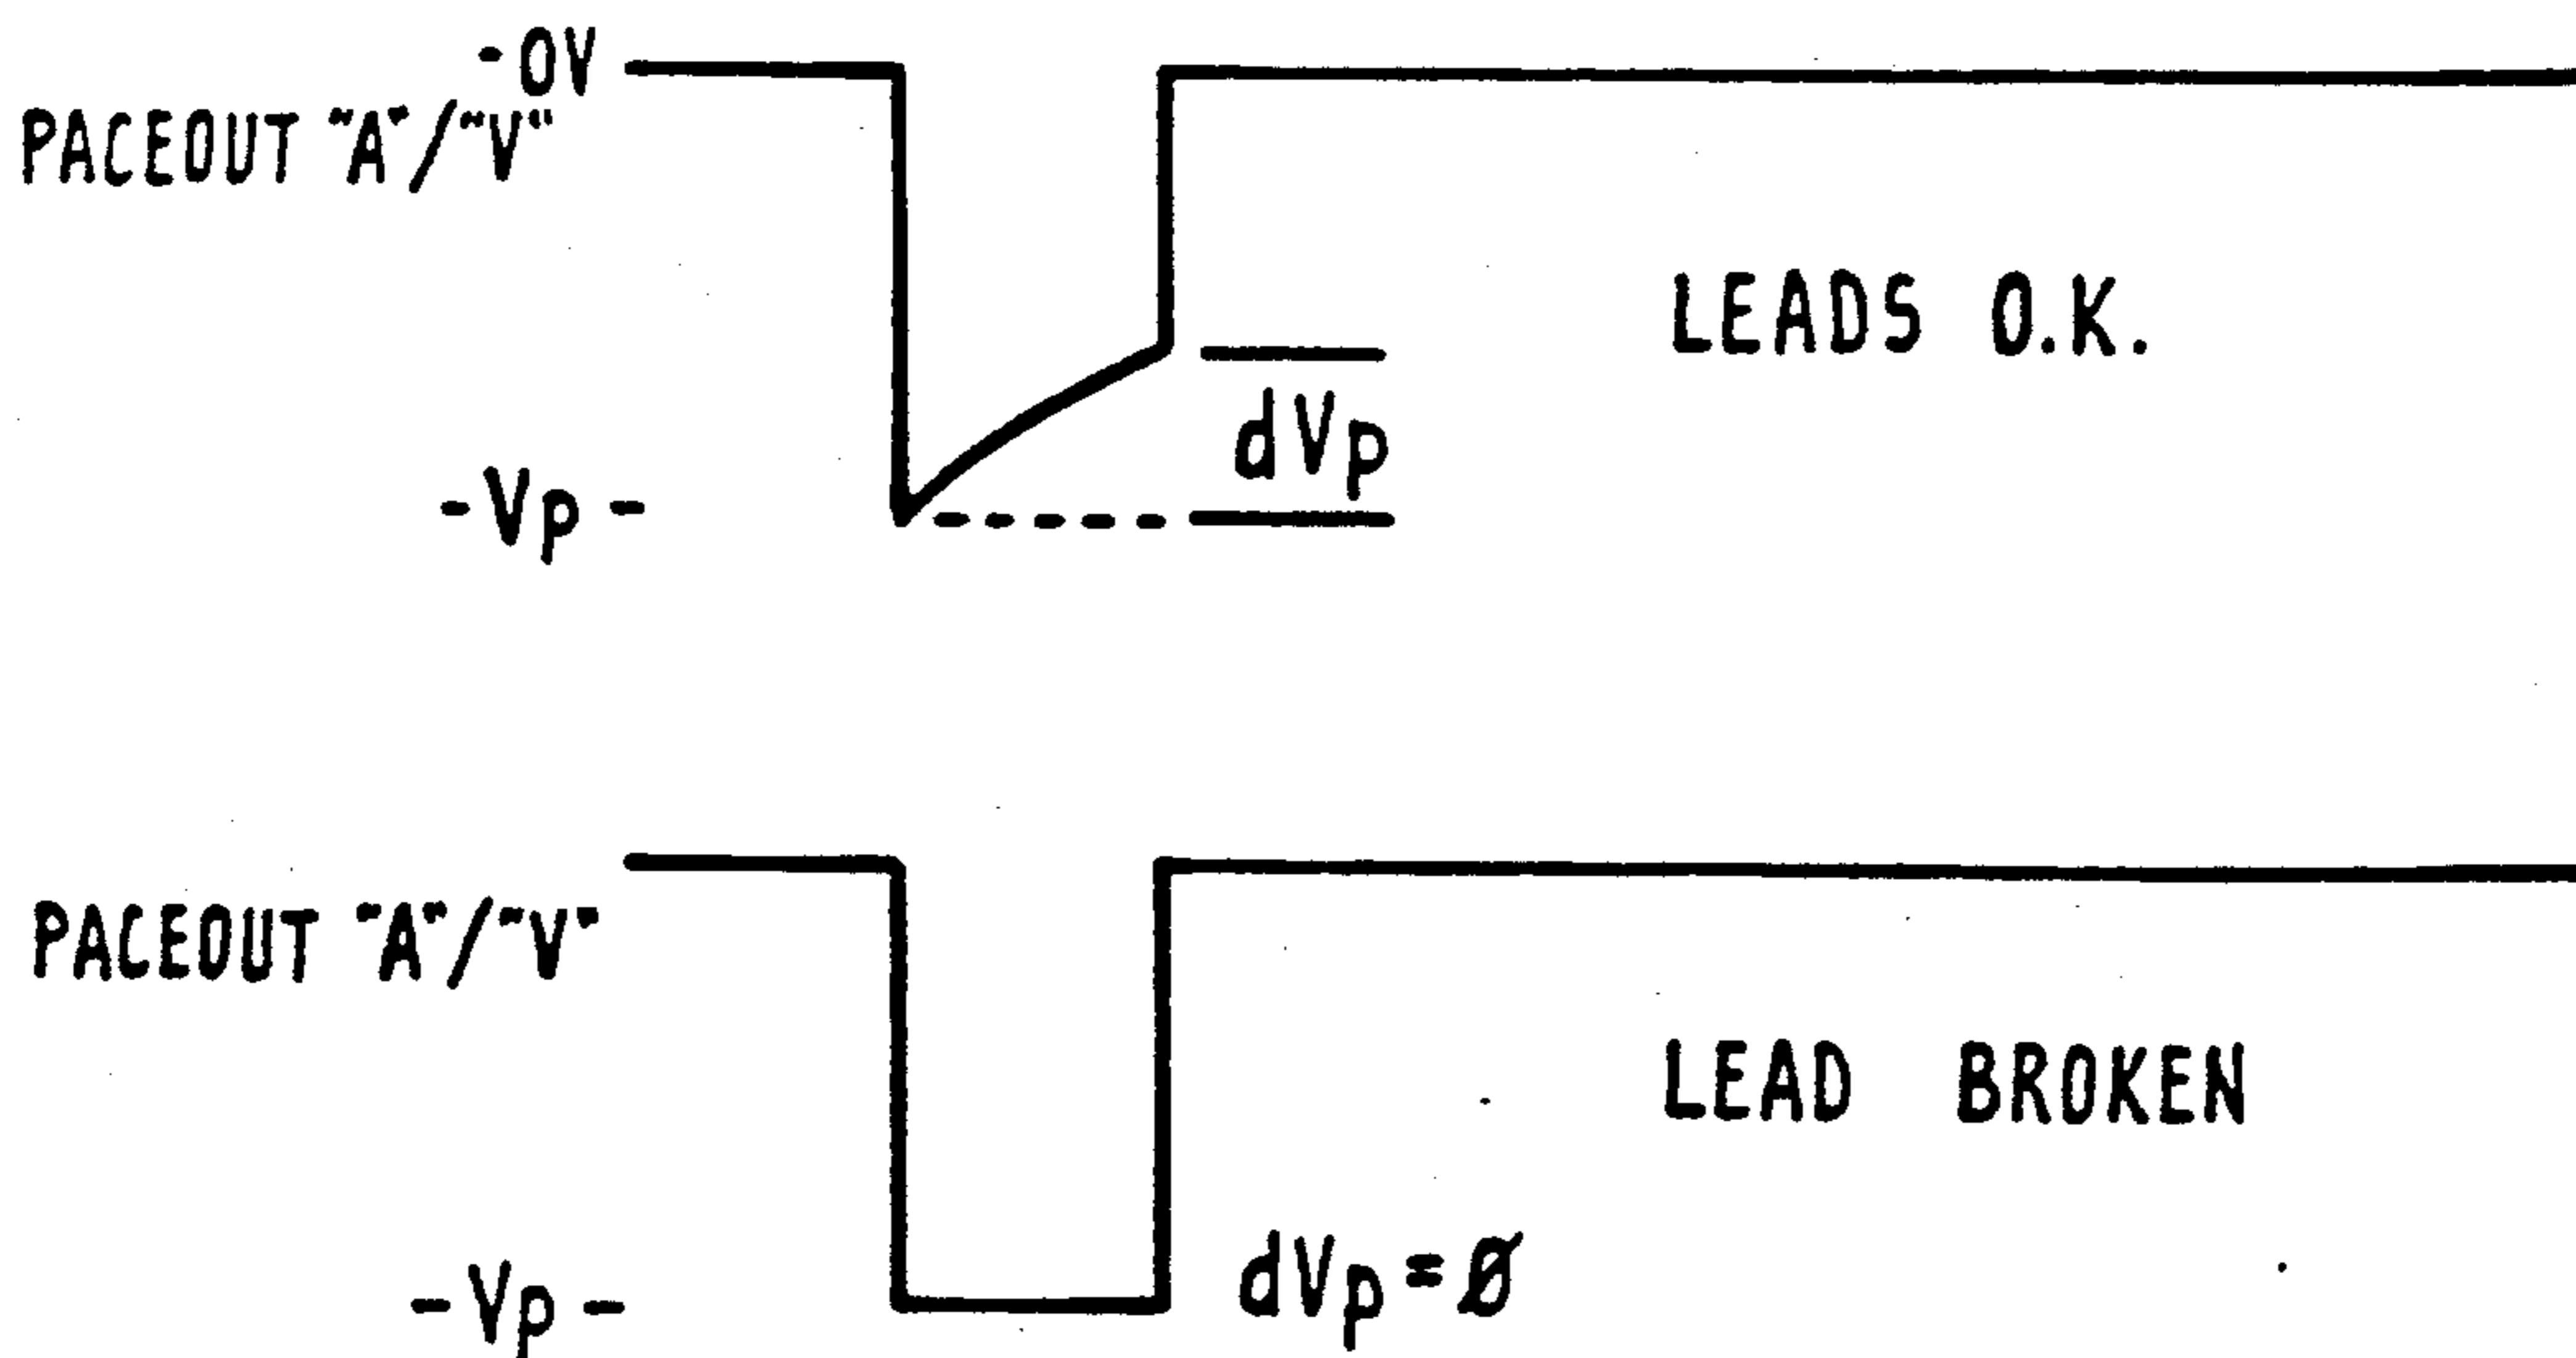 -0V
PACEOUT "A"/"V"
LEADS O.K.
dVp
-Vp-
PACEOUT "A"/"V"
LEAD BROKEN
-Vp-
dVp=Ø